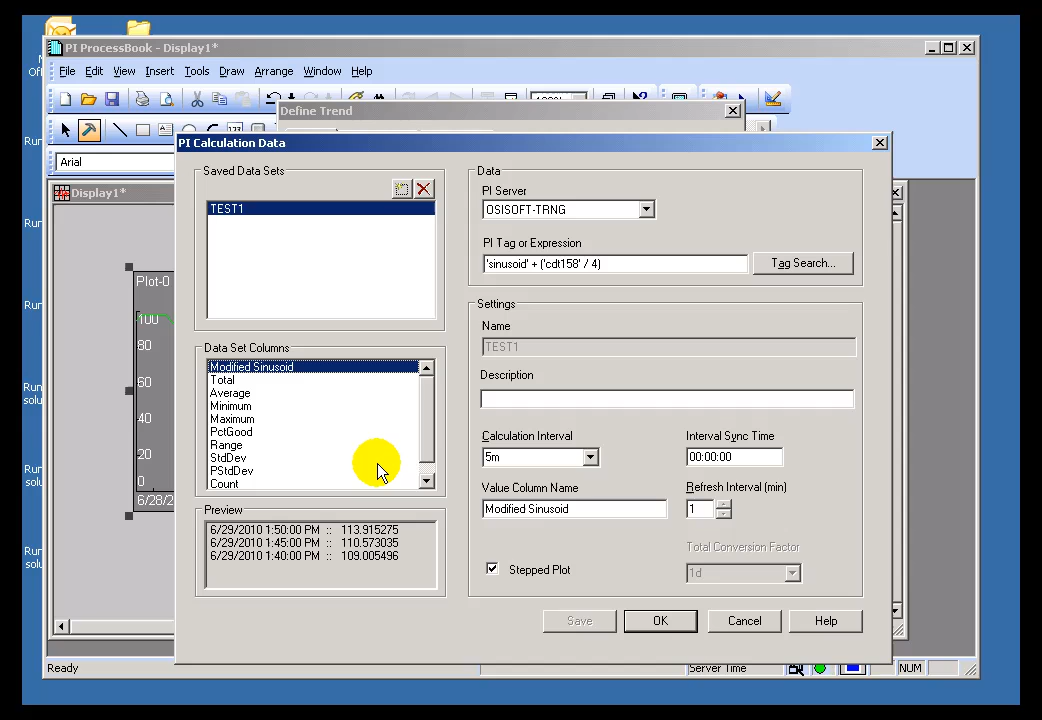 PI ProcessBook - Display1*
File Edit View Insert Tools Draw Arrange Window Help
Define Trend
Arial
123
PI Calculation Data
Display1*
Plot-0
100
80
60
40
20
0
6/28/2
Saved Data Sets
TEST1
Data Set Columns
Modified Sinusoid
Total
Average
Minimum
Maximum
PctGood
Range
StdDev
PStdDev
Count
Preview
6/29/2010 1:50:00 PM :: 113.915275
6/29/2010 1:45:00 PM :: 110.573035
6/29/2010 1:40:00 PM :: 109.005496
Data
PI Server
OSISOFT-TRNG
PI Tag or Expression
'sinusoid' + ('cdt158' / 4)
Tag Search...
Settings
Name
TEST1
Description
Calculation Interval
5m
Interval Sync Time
00:00:00
Value Column Name
Modified Sinusoid
Refresh Interval (min)
1
Stepped Plot
Total Conversion Factor
1d
Save OK Cancel Help
Ready
Server Time
NUM